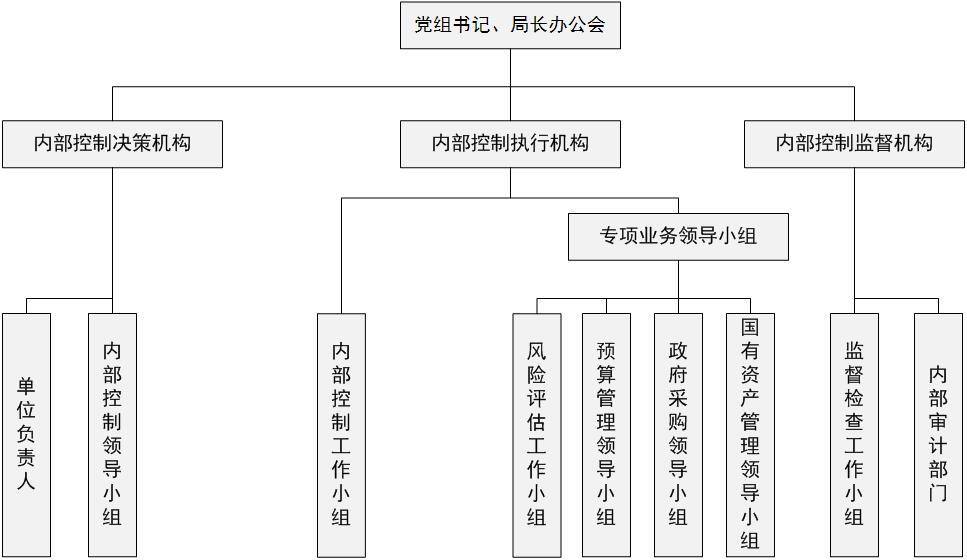 党组书记、局长办公会
内部控制决策机构
内部控制执行机构
内部控制监督机构
专项业务领导小组
单位负责人
内部控制领导小组
内部控制工作小组
风险评估工作小组
预算管理领导小组
政府采购领导小组
国有资产管理领导小组
监督检查工作小组
内部审计部门